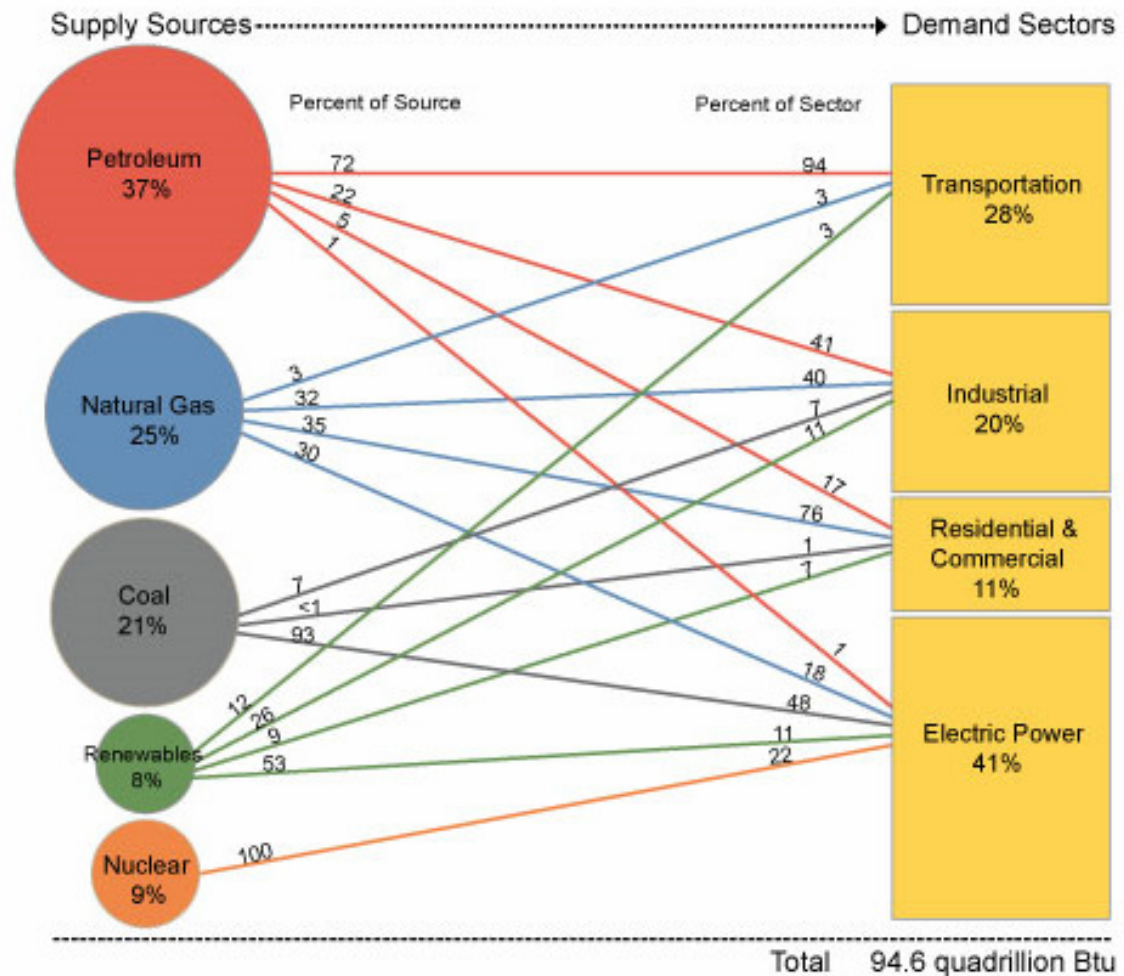 Supply Sources
Demand Sectors
Percent of Source
Percent of Sector
Petroleum
37%
72
22
5
1
Natural Gas
25%
3
32
35
30
Coal
21%
7
<1
93
Renewables
8%
12
26
9
53
Nuclear
9%
100
94
3
3
Transportation
28%
41
40
7
11
Industrial
20%
17
76
1
1
Residential &
Commercial
11%
1
18
48
11
22
Electric Power
41%
Total 94.6 quadrillion Btu